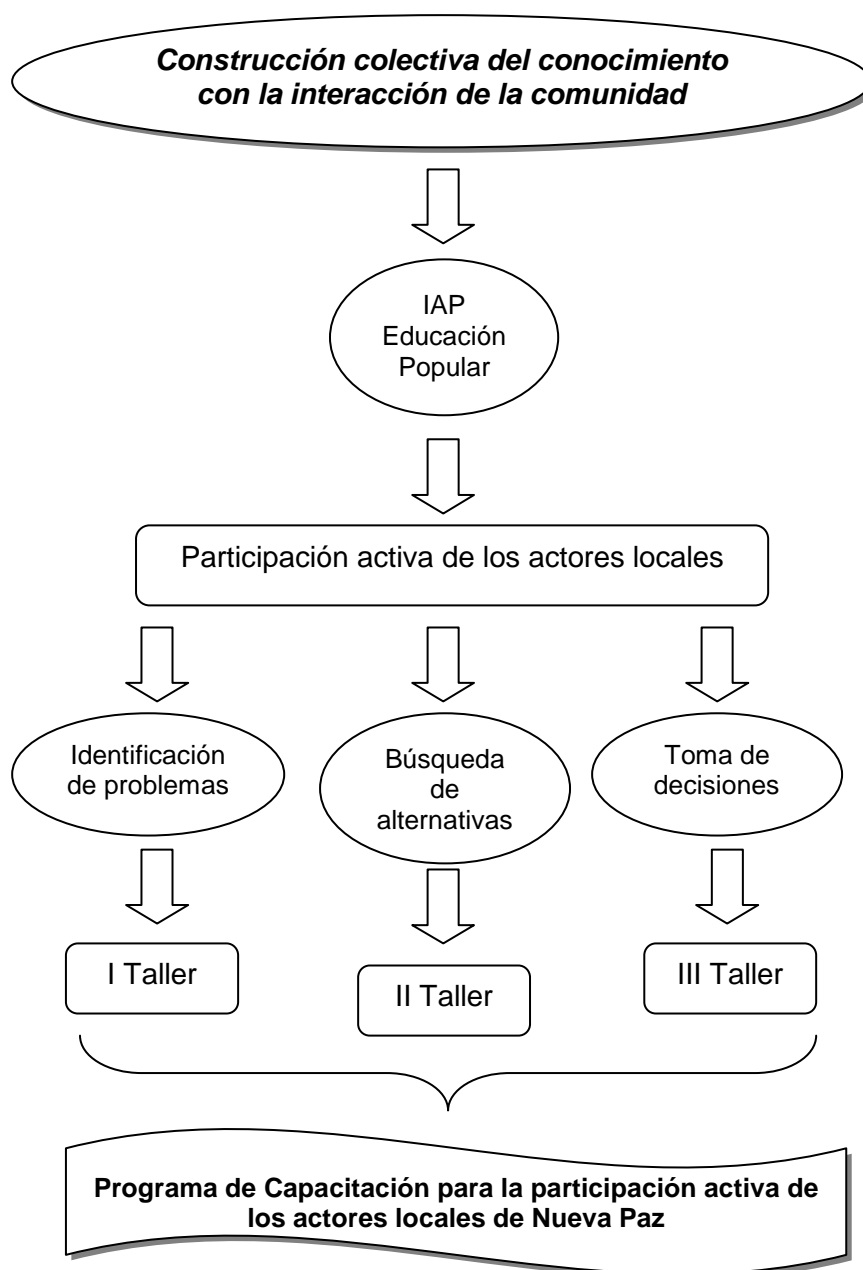 Construcción colectiva del conocimiento
con la interacción de la comunidad
IAP
Educación
Popular
Participación activa de los actores locales
Identificación
de problemas
Búsqueda
de
alternativas
Toma de
decisiones
I Taller
II Taller
III Taller
Programa de Capacitación para la participación activa de
los actores locales de Nueva Paz